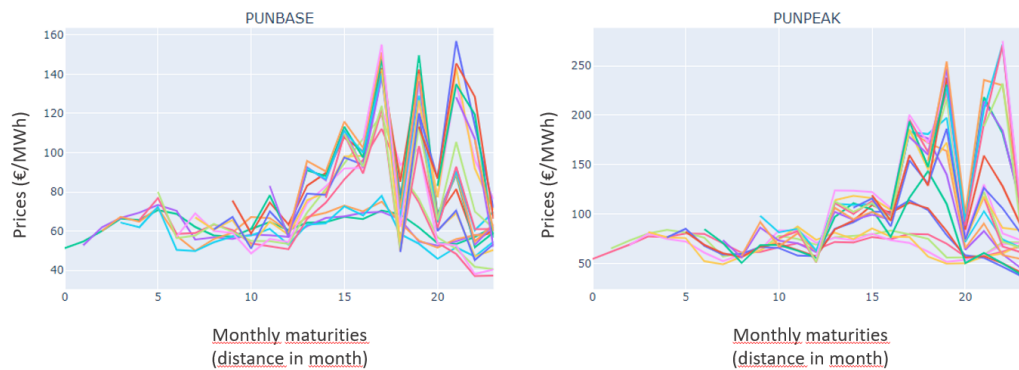 PUNBASE
160
140
120
100
80
60
40
0
5
10
15
20
Prices (€/MWh)
Monthly maturities
(distance in month)
PUNPEAK
250
200
150
100
50
0
5
10
15
20
Prices (€/MWh)
Monthly maturities
(distance in month)